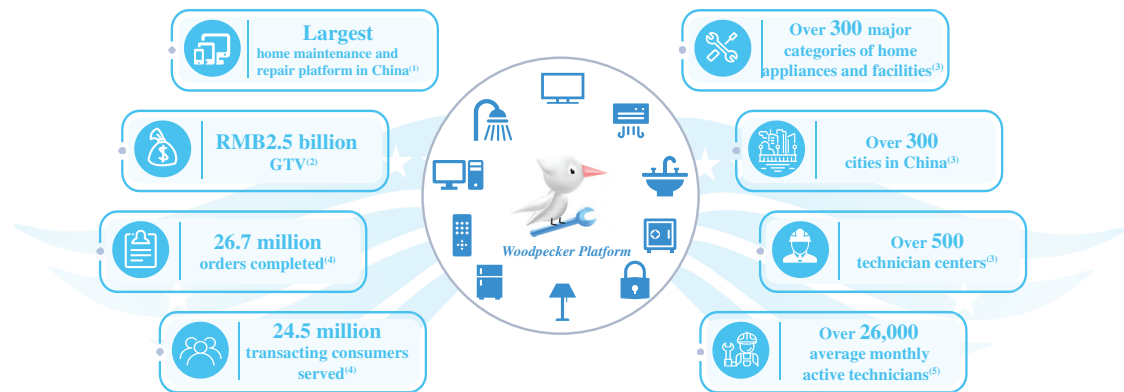 Largest
home maintenance and
repair platform in China(1)
RMB2.5 billion
GTV(2)
26.7 million
orders completed(4)
24.5 million
transacting consumers
served(4)
Woodpecker Platform
Over 300 major
categories of home
appliances and facilities(3)
Over 300
cities in China(3)
Over 500
technician centers(3)
Over 26,000
average monthly
active technicians(5)